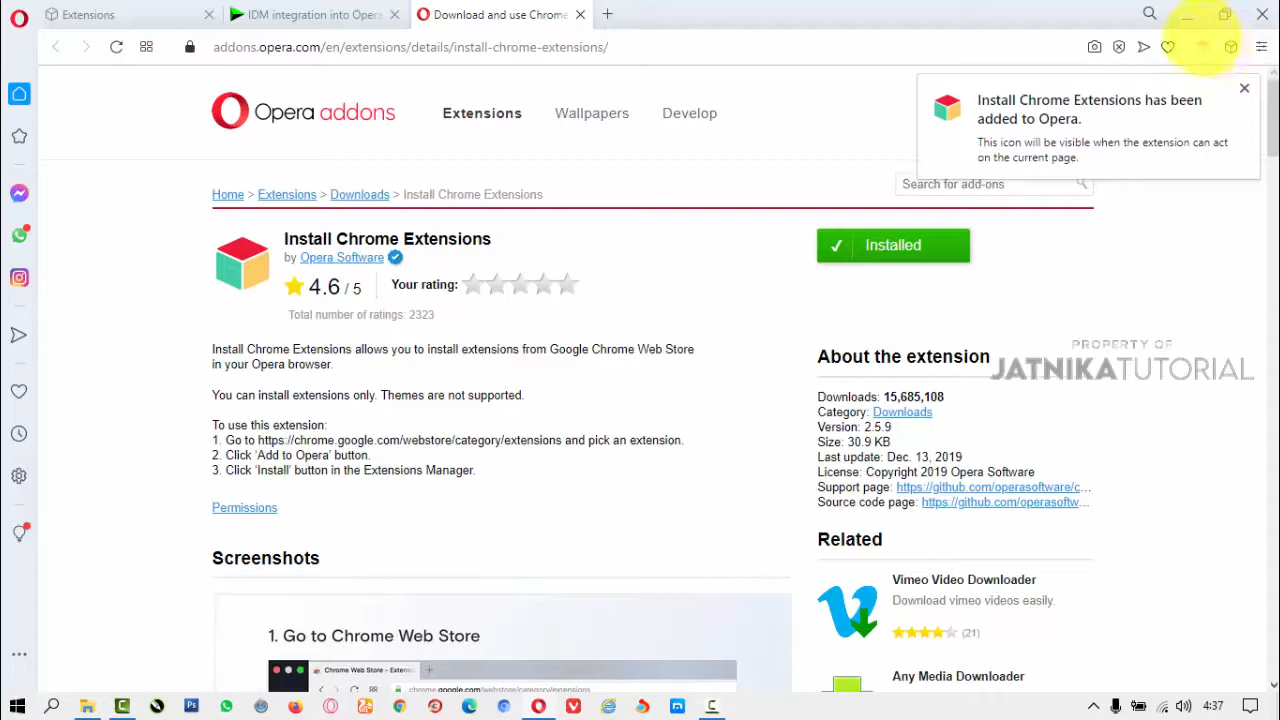 Extensions
IDM integration into Opera
Download and use Chrome
addons.opera.com/en/extensions/details/install-chrome-extensions/
Install Chrome Extensions has been
added to Opera.
This icon will be visible when the extension can act
on the current page.
Opera addons
Extensions
Wallpapers
Develop
Search for add-ons
Home > Extensions > Downloads > Install Chrome Extensions
Install Chrome Extensions
by Opera Software
4.6 / 5
Your rating:
Total number of ratings: 2323
Installed
Install Chrome Extensions allows you to install extensions from Google Chrome Web Store
in your Opera browser.
You can install extensions only. Themes are not supported.
To use this extension:
1. Go to https://chrome.google.com/webstore/category/extensions and pick an extension.
2. Click ‘Add to Opera’ button.
3. Click ‘Install’ button in the Extensions Manager.
Permissions
Screenshots
1. Go to Chrome Web Store
Chrome Web Store - Extens
chrome.google.com/webstore/category/extensions
About the extension
PROPERTY OF
JATNIKATUTORIAL
Downloads: 15,685,108
Category: Downloads
Version: 2.5.9
Size: 30.9 KB
Last update: Dec. 13, 2019
License: Copyright 2019 Opera Software
Support page: https://github.com/operasoftware/c...
Source code page: https://github.com/operasoftw...
Related
Vimeo Video Downloader
Download vimeo videos easily.
(21)
Any Media Downloader
4:37